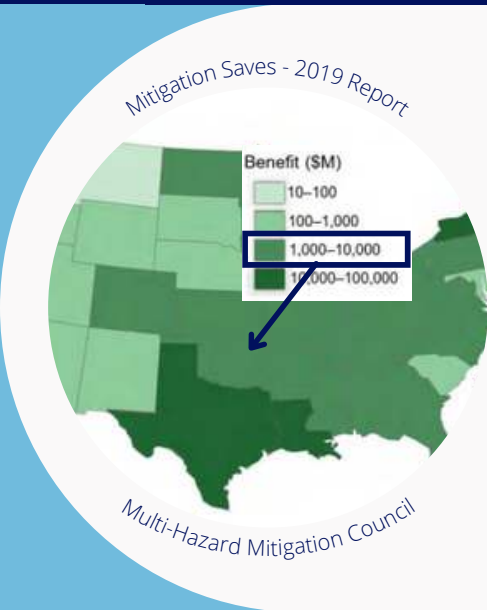 Mitigation Saves - 2019 Report
Benefit ($M)
10–100
100–1,000
1,000–10,000
10,000–100,000
Multi-Hazard Mitigation Council